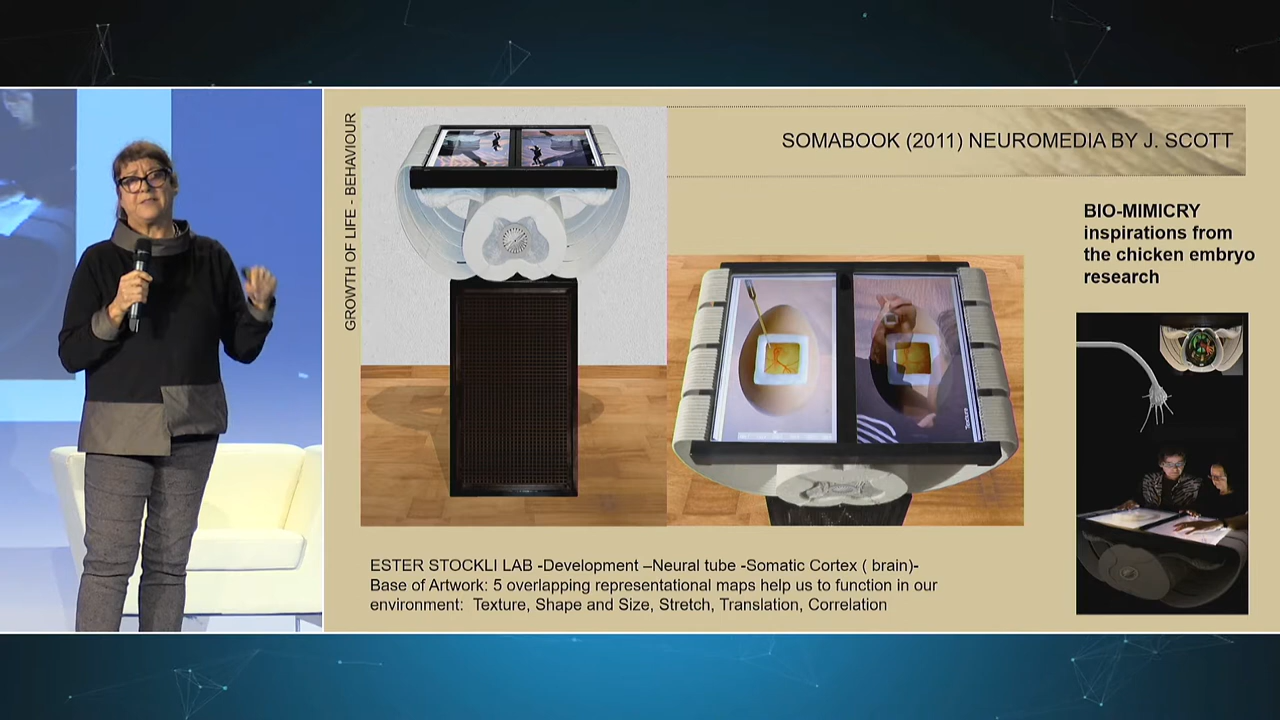 GROWTH OF LIFE - BEHAVIOUR
SOMABOOK (2011) NEUROMEDIA BY J. SCOTT
BIO-MIMICRY
inspirations from
the chicken embryo
research
Texture
ESTER STOCKLI LAB -Development –Neural tube -Somatic Cortex ( brain)-
Base of Artwork: 5 overlapping representational maps help us to function in our
environment:  Texture, Shape and Size, Stretch, Translation, Correlation